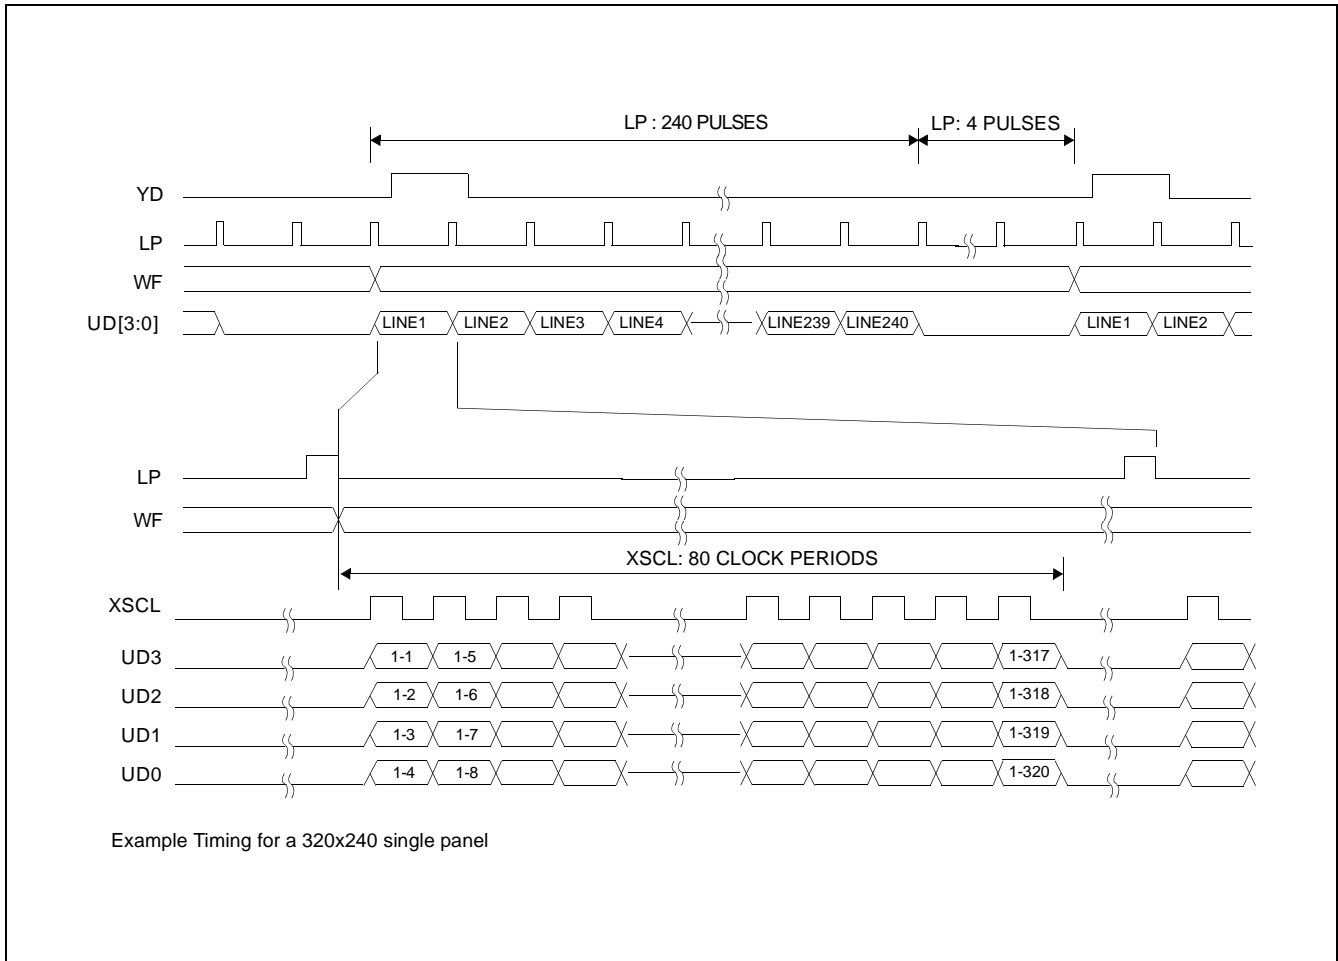 LP : 240 PULSES LP: 4 PULSES
YD
LP
WF
UD[3:0] LINE1 LINE2 LINE3 LINE4 LINE239 LINE240 LINE1 LINE2
LP
WF
XSCL: 80 CLOCK PERIODS
XSCL
UD3 1-1 1-5 1-317
UD2 1-2 1-6 1-318
UD1 1-3 1-7 1-319
UD0 1-4 1-8 1-320
Example Timing for a 320x240 single panel